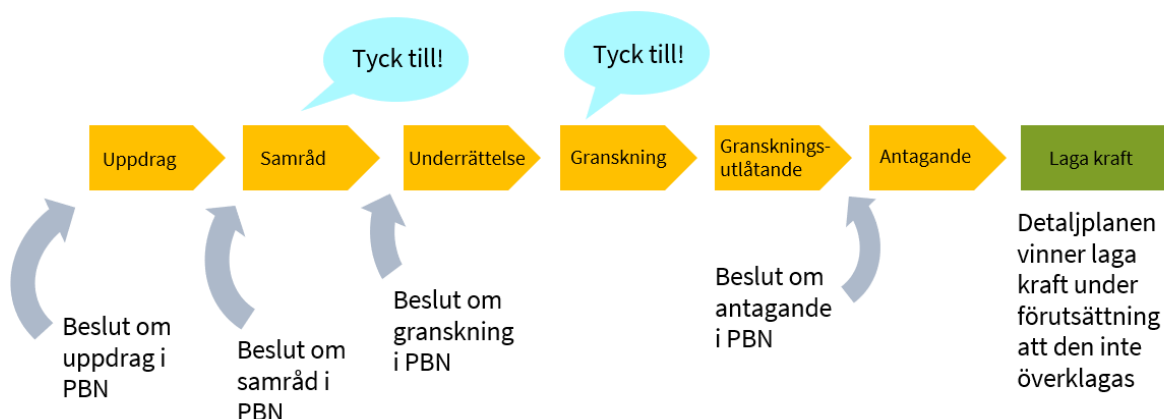 Tyck till!
Tyck till!
Uppdrag
Samråd
Underrättelse
Granskning
Gransknings-
utlåtande
Antagande
Laga kraft
Beslut om
uppdrag i
PBN
Beslut om
samråd i
PBN
Beslut om
granskning
i PBN
Beslut om
antagande
i PBN
Detaljplanen
vinner laga
kraft under
förutsättning
att den inte
överklagas